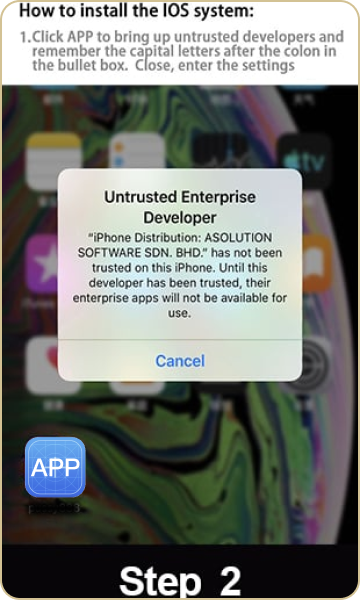 How to install the IOS system:
1.Click APP to bring up untrusted developers and
remember the capital letters after the colon in
the bullet box. Close, enter the settings
tv
Untrusted Enterprise
Developer
“iPhone Distribution: ASOLUTION
SOFTWARE SDN. BHD.” has not been
trusted on this iPhone. Until this
developer has been trusted, their
enterprise apps will not be available for
use.
Cancel
APP
Step 2